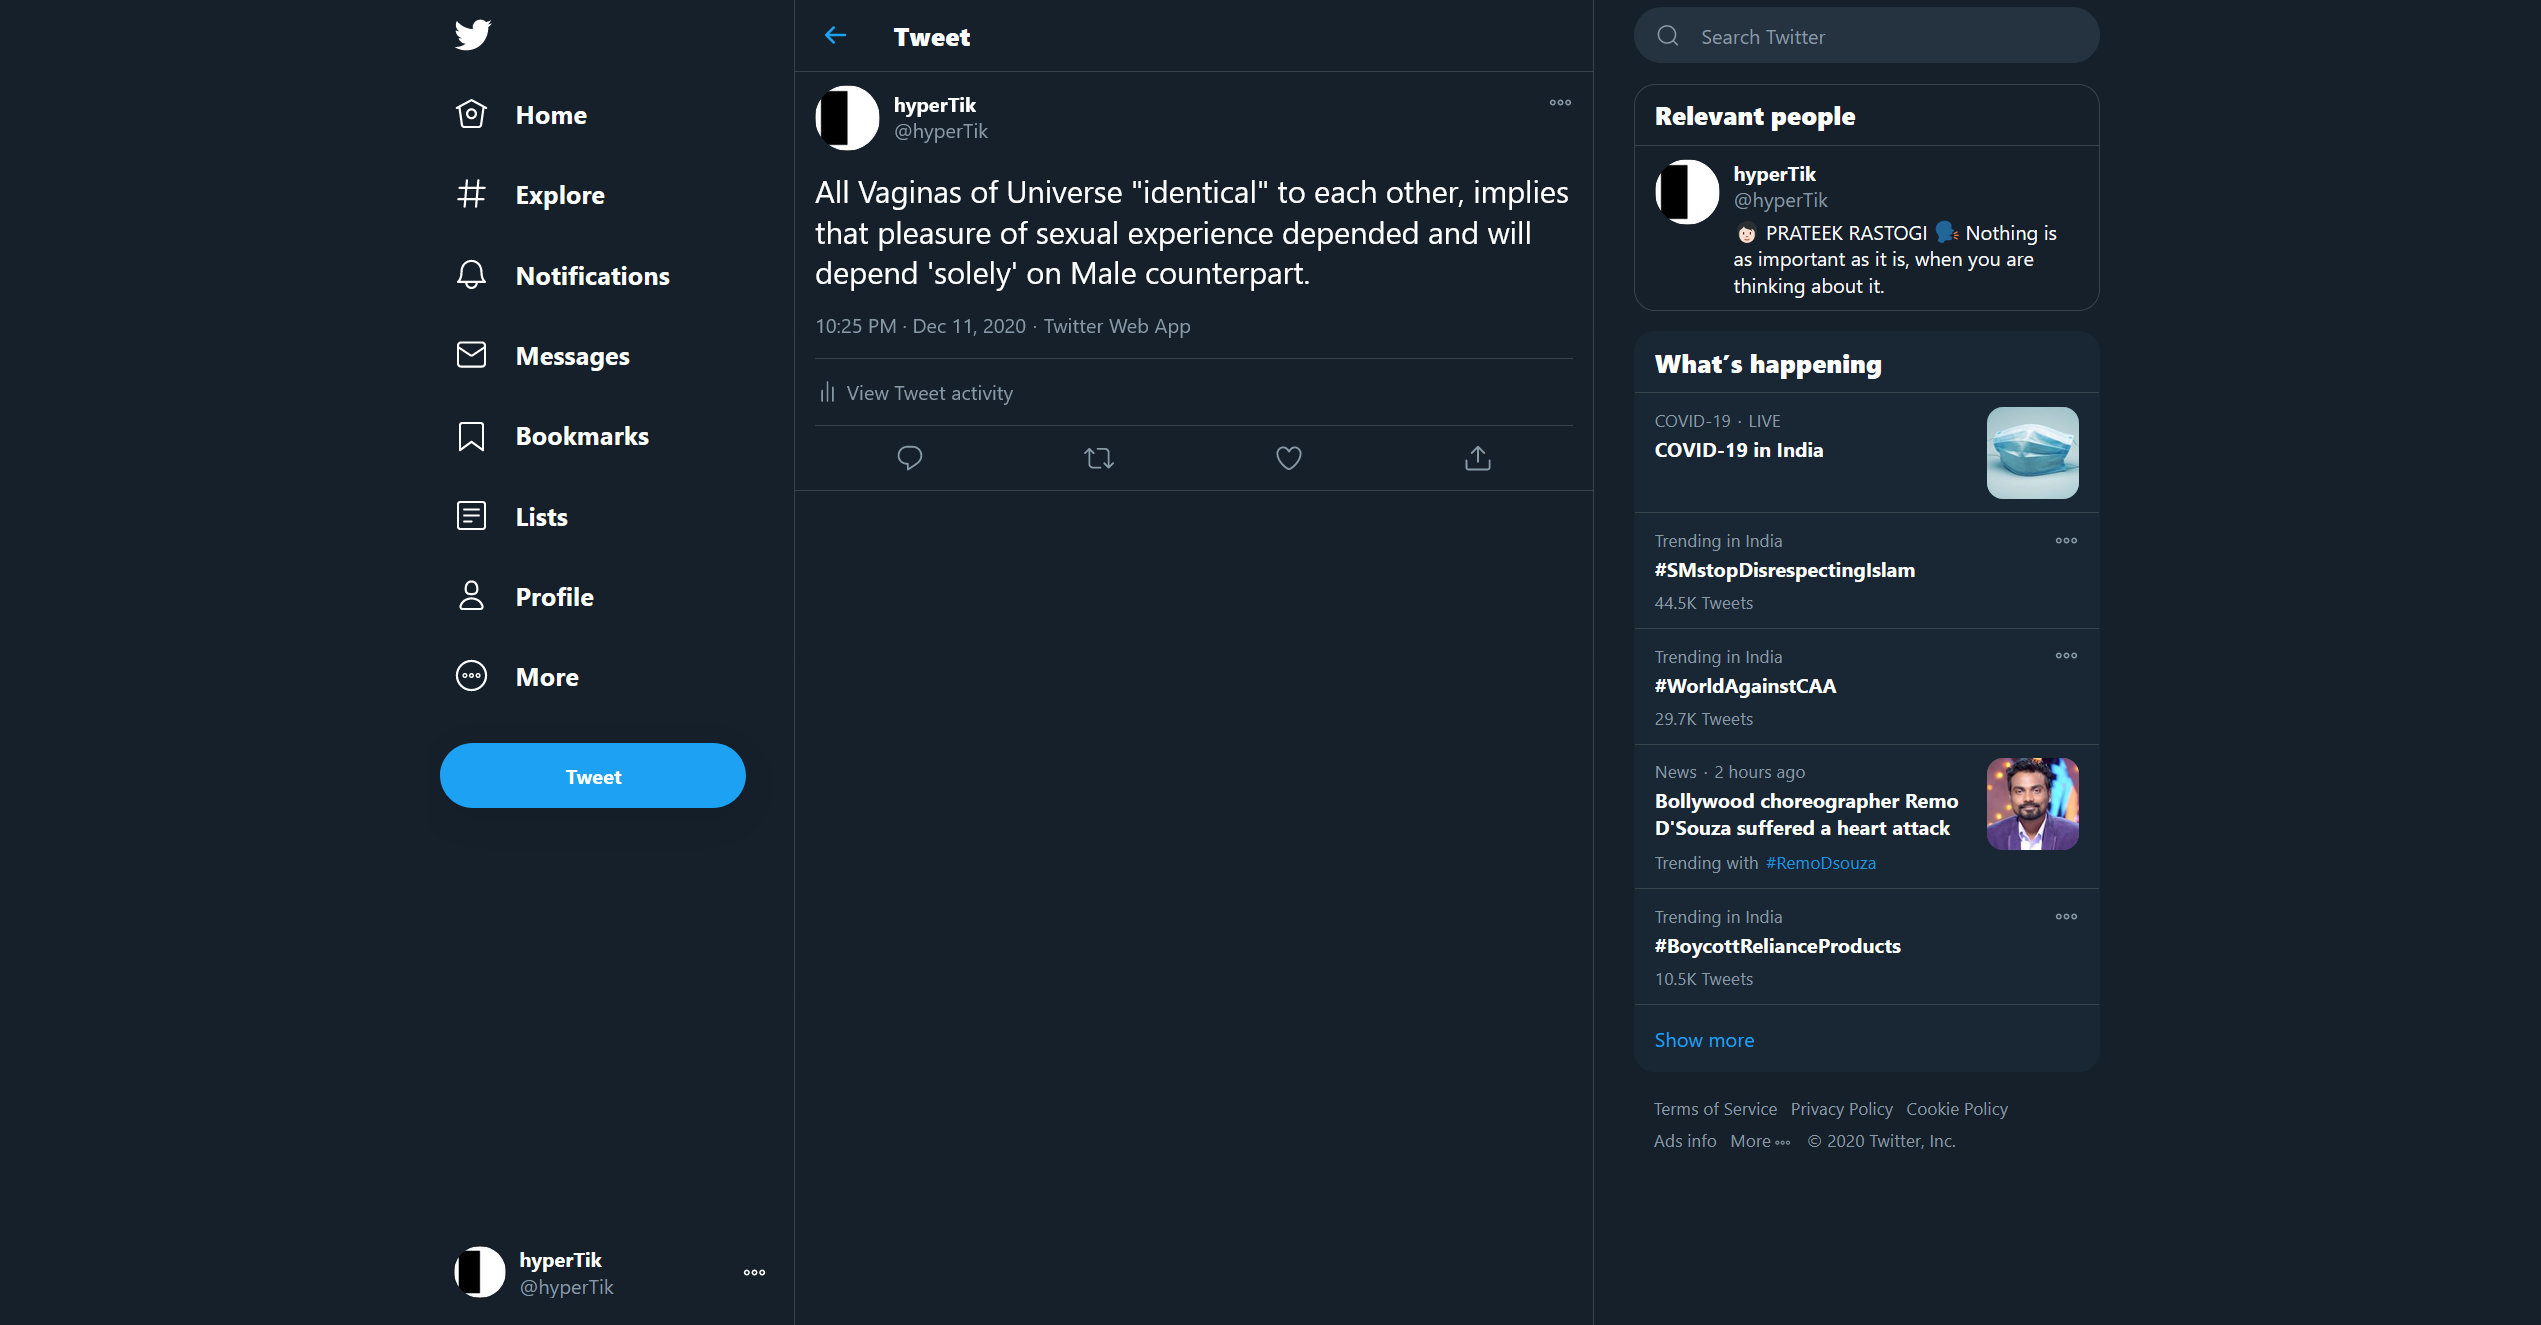 Home
Explore
Notifications
Messages
Bookmarks
Lists
Profile
More
Tweet
hyperTik
@hyperTik
Tweet
hyperTik
@hyperTik
All Vaginas of Universe "identical" to each other, implies
that pleasure of sexual experience depended and will
depend 'solely' on Male counterpart.
10:25 PM · Dec 11, 2020 · Twitter Web App
View Tweet activity
Search Twitter
Relevant people
hyperTik
@hyperTik
PRATEEK RASTOGI Nothing is
as important as it is, when you are
thinking about it.
What's happening
COVID-19 · LIVE
COVID-19 in India
Trending in India
#SMstopDisrespectingIslam
44.5K Tweets
Trending in India
#WorldAgainstCAA
29.7K Tweets
News · 2 hours ago
Bollywood choreographer Remo
D'Souza suffered a heart attack
Trending with #RemoDsouza
Trending in India
#BoycottRelianceProducts
10.5K Tweets
Show more
Terms of Service Privacy Policy Cookie Policy
Ads info More © 2020 Twitter, Inc.